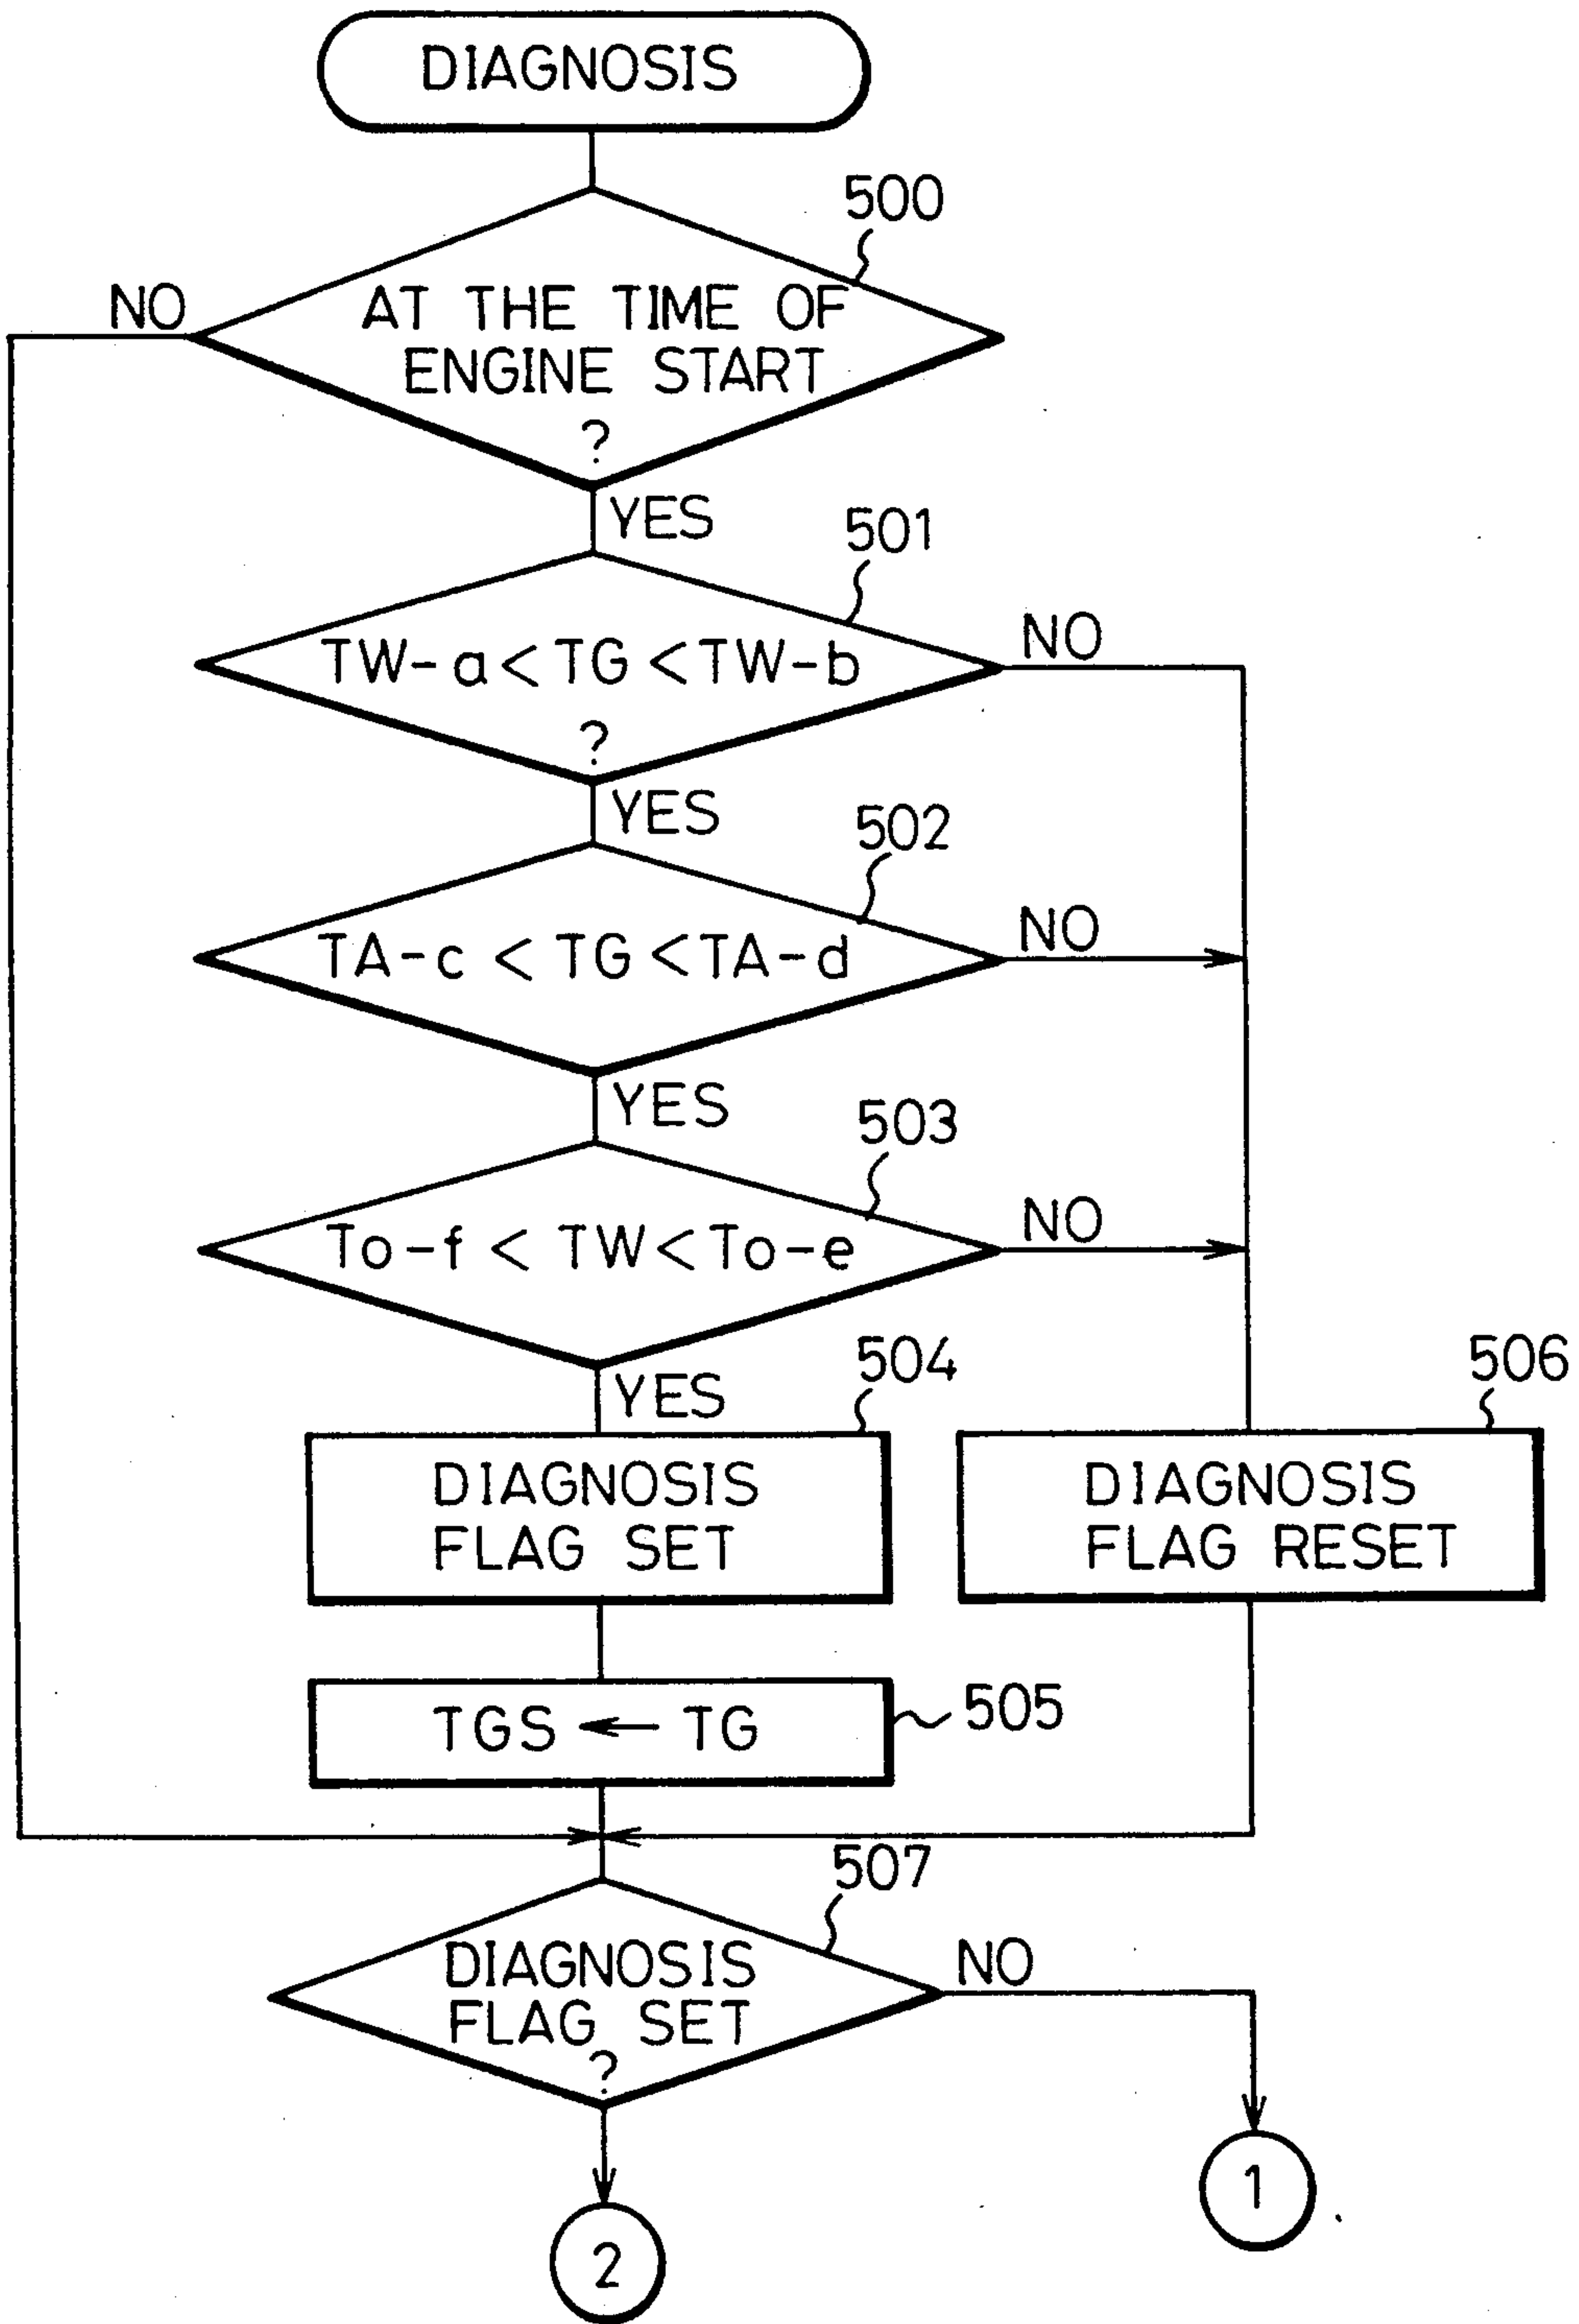 DIAGNOSIS
500
NO
AT THE TIME OF
ENGINE START
?
YES
501
TW-a<TG<TW-b
NO
?
YES
502
TA-c<TG<TA-d
NO
YES
503
To-f<TW<To-e
NO
YES
504
506
DIAGNOSIS
FLAG SET
DIAGNOSIS
FLAG RESET
TGS ← TG
505
507
DIAGNOSIS
FLAG SET
?
NO
1
2